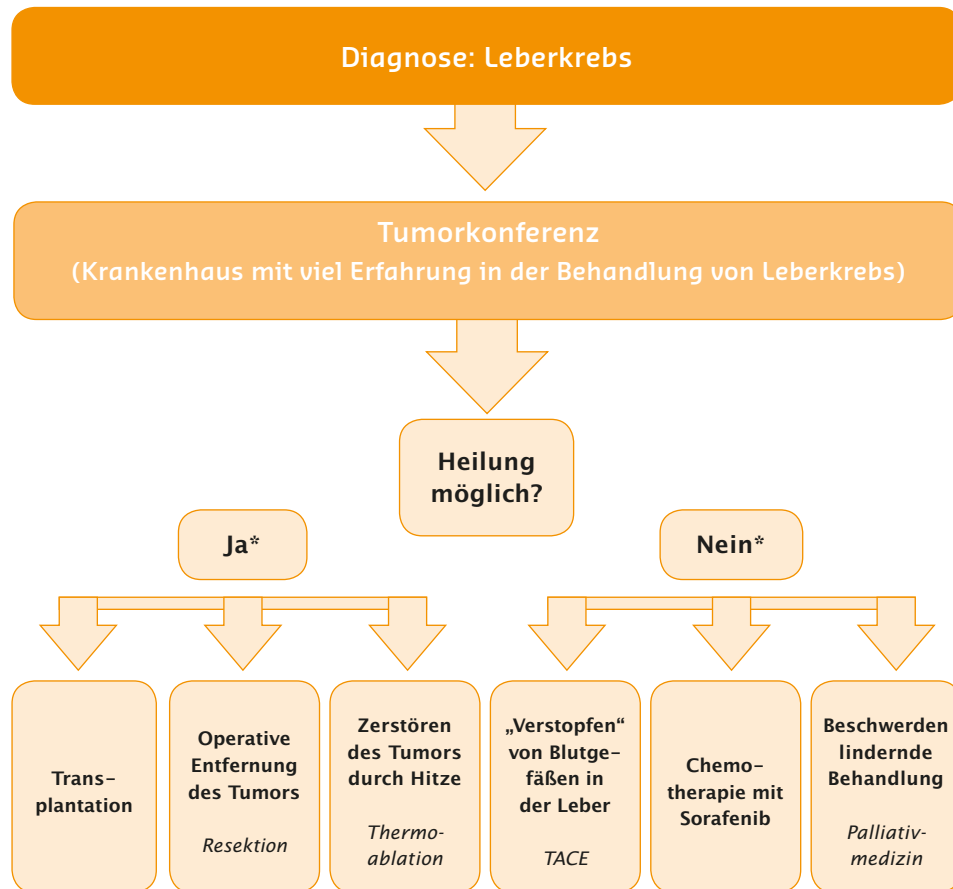 Diagnose: Leberkrebs
Tumorkonferenz
(Krankenhaus mit viel Erfahrung in der Behandlung von Leberkrebs)
Heilung
möglich?
Ja*
Nein*
Trans–
plantation
Operative
Entfernung
des Tumors
Resektion
Zerstören
des Tumors
durch Hitze
Thermo-
ablation
„Verstopfen“
von Blutge–
fäßen in
der Leber
TACE
Chemo–
therapie mit
Sorafenib
Beschwerden
lindernde
Behandlung
Palliativ-
medizin